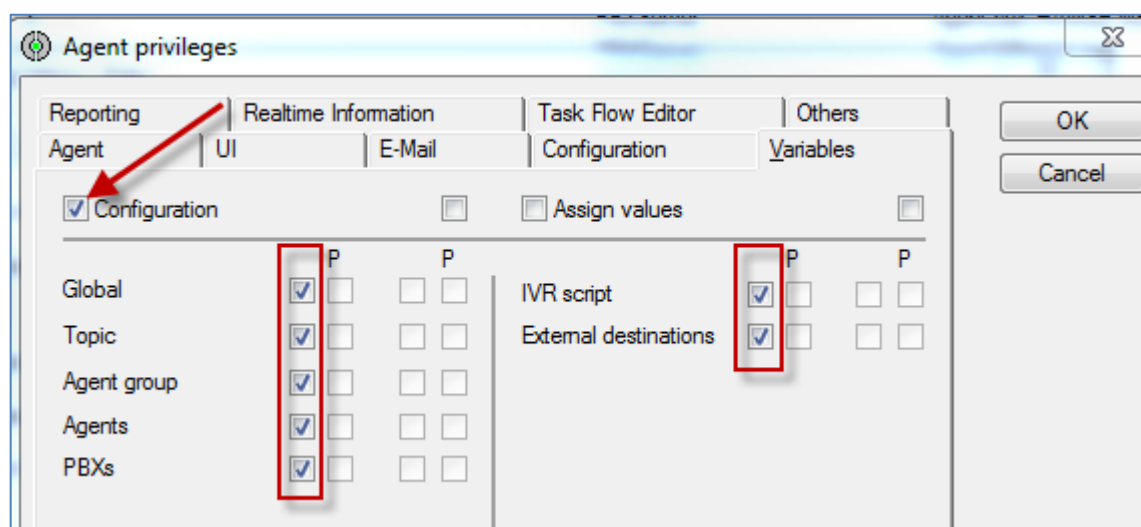 Agent privileges
Reporting Realtime Information Task Flow Editor Others
Agent UI E-Mail Configuration Variables
OK
Cancel
Configuration Assign values
P P P P
Global IVR script
Topic External destinations
Agent group
Agents
PBXs